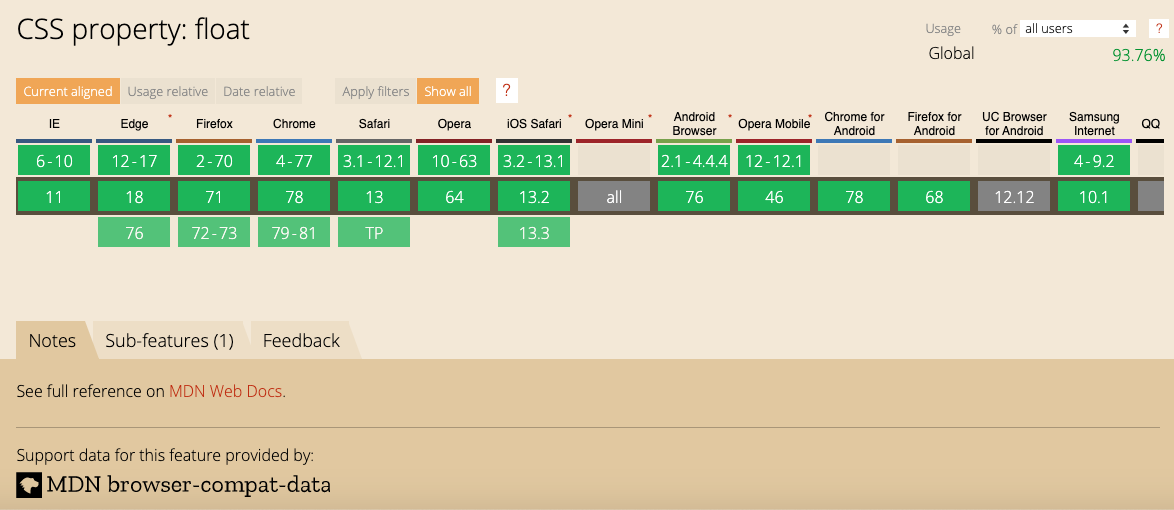 CSS property: float
Usage % of all users ?
Global 93.76%
Current aligned Usage relative Date relative Apply filters Show all ?
IE Edge * Firefox Chrome Safari Opera iOS Safari * Opera Mini * Android Browser * Opera Mobile * Chrome for Android Firefox for Android UC Browser for Android Samsung Internet QQ
6-10 12-17 2-70 4-77 3.1-12.1 10-63 3.2-13.1 2.1-4.4.4 12-12.1 4-9.2
11 18 71 78 13 64 13.2 all 76 46 78 68 12.12 10.1
76 72-73 79-81 TP 13.3
Notes Sub-features (1) Feedback
See full reference on MDN Web Docs.
Support data for this feature provided by:
MDN browser-compat-data